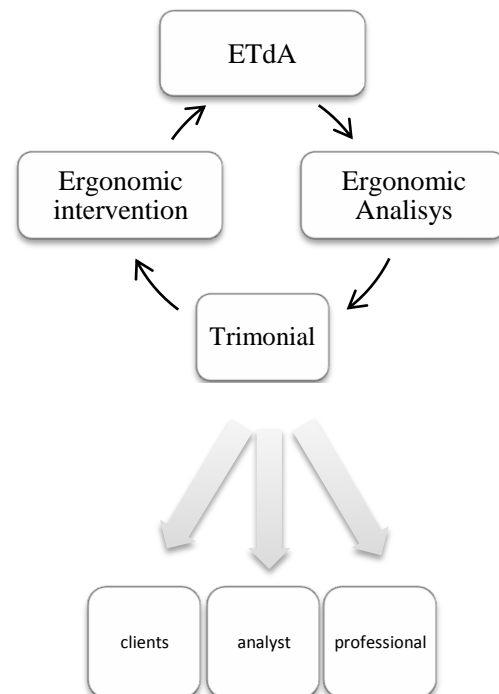 ETdA
Ergonomic
intervention
Ergonomic
Analisys
Trimonial
clients
analyst
professional